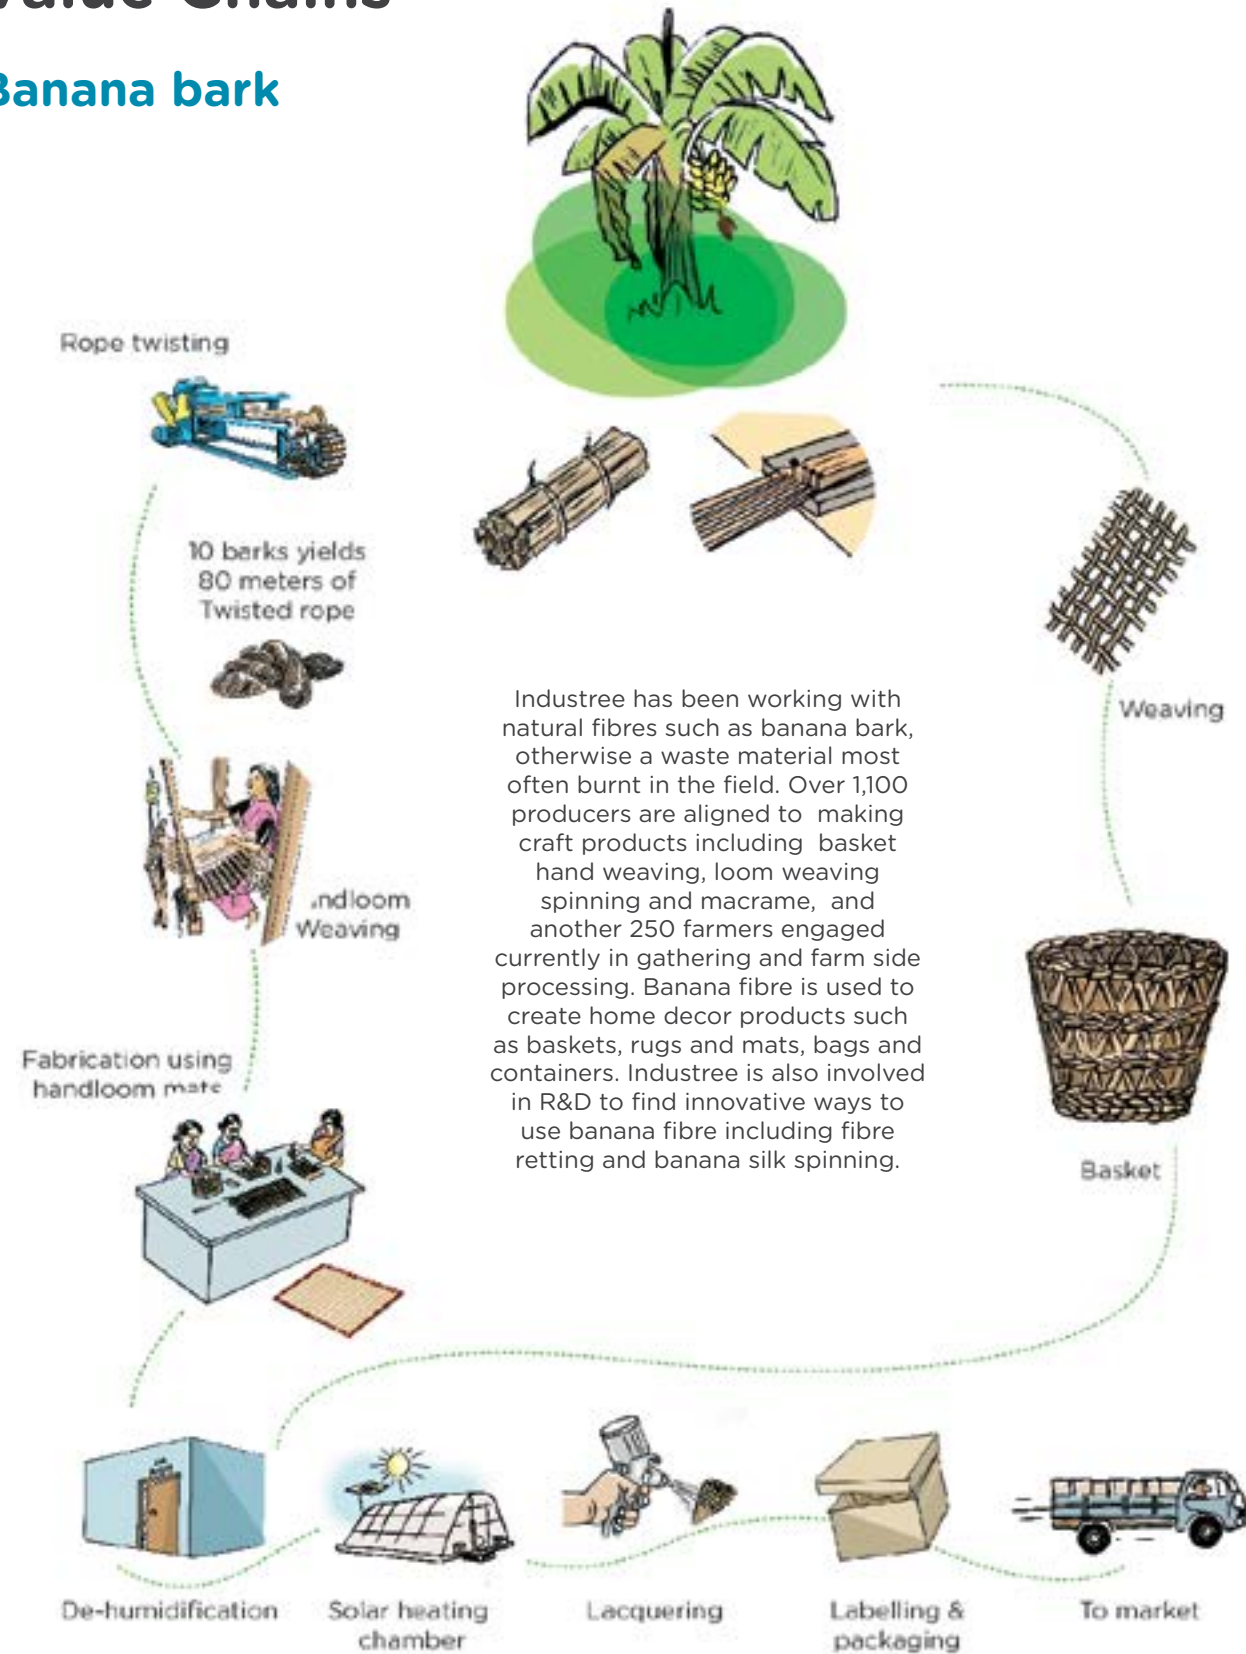 Banana bark
Rope twisting
10 barks yields
80 meters of
Twisted rope
Industree has been working with
natural fibres such as banana bark,
otherwise a waste material most
often burnt in the field. Over 1,100
producers are aligned to making
craft products including basket
hand weaving, loom weaving
spinning and macrame, and
another 250 farmers engaged
currently in gathering and farm side
processing. Banana fibre is used to
create home decor products such
as baskets, rugs and mats, bags and
containers. Industree is also involved
in R&D to find innovative ways to
use banana fibre including fibre
retting and banana silk spinning.
Weaving
ndloom
Weaving
Fabrication using
handloom mats
Basket
De-humidification
Solar heating
chamber
Lacquering
Labelling &
packaging
To market